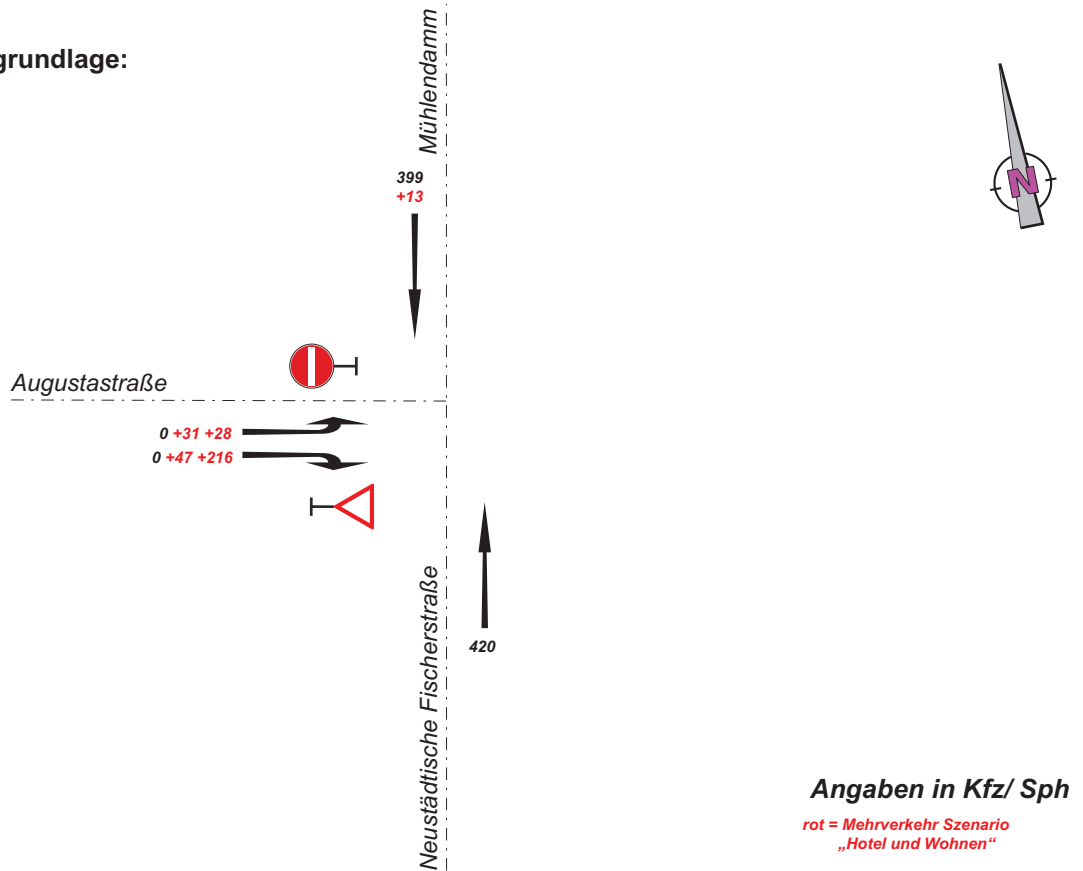 grundlage:
Mühlendamm
399
+13
N
Augustastraße
0 +31 +28
0 +47 +216
Neustädtische Fischerstraße
420
Angaben in Kfz/ Sph
rot = Mehrverkehr Szenario
„Hotel und Wohnen“